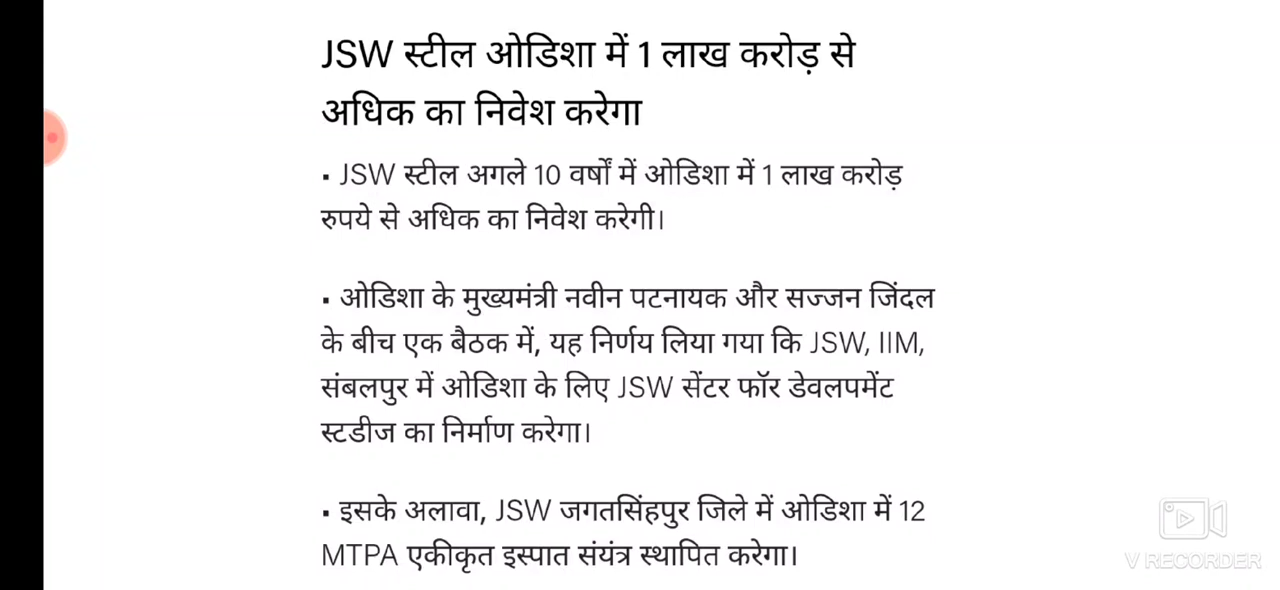 JSW स्टील ओडिशा में 1 लाख करोड़ से
अधिक का निवेश करेगा
▪ JSW स्टील अगले 10 वर्षों में ओडिशा में 1 लाख करोड़
रुपये से अधिक का निवेश करेगी।
▪ ओडिशा के मुख्यमंत्री नवीन पटनायक और सज्जन जिंदल
के बीच एक बैठक में, यह निर्णय लिया गया कि JSW, IIM,
संबलपुर में ओडिशा के लिए JSW सेंटर फॉर डेवलपमेंट
स्टडीज का निर्माण करेगा।
▪ इसके अलावा, JSW जगतसिंहपुर जिले में ओडिशा में 12
MTPA एकीकृत इस्पात संयंत्र स्थापित करेगा।
V RECORDER